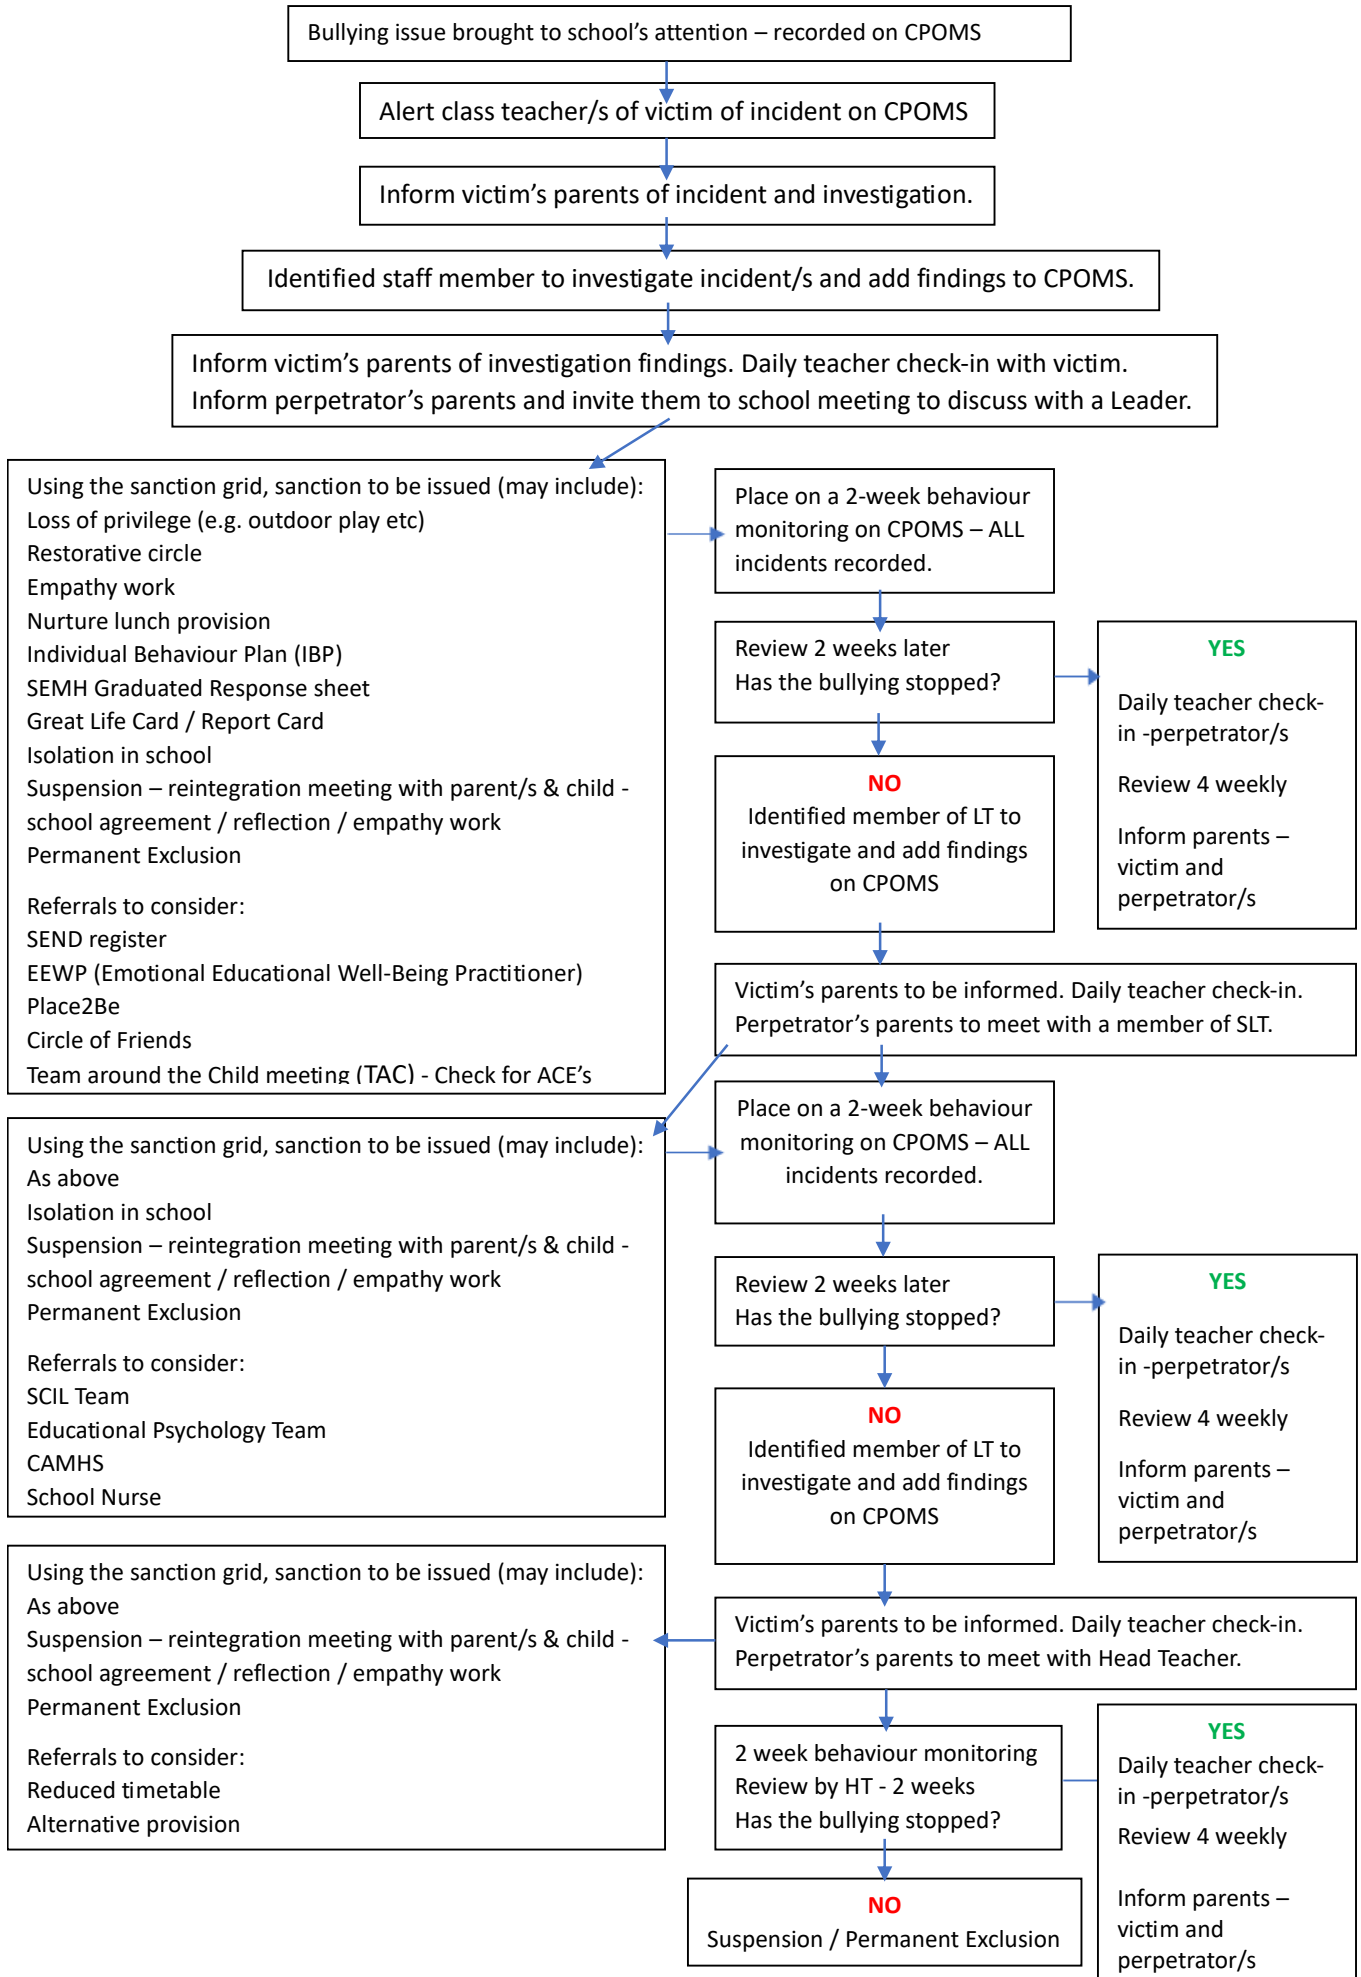 Bullying issue brought to school’s attention – recorded on CPOMS
Alert class teacher/s of victim of incident on CPOMS
Inform victim’s parents of incident and investigation.
Identified staff member to investigate incident/s and add findings to CPOMS.
Inform victim’s parents of investigation findings. Daily teacher check-in with victim.
Inform perpetrator’s parents and invite them to school meeting to discuss with a Leader.
Using the sanction grid, sanction to be issued (may include):
Loss of privilege (e.g. outdoor play etc)
Restorative circle
Empathy work
Nurture lunch provision
Individual Behaviour Plan (IBP)
SEMH Graduated Response sheet
Great Life Card / Report Card
Isolation in school
Suspension – reintegration meeting with parent/s & child -
school agreement / reflection / empathy work
Permanent Exclusion
Referrals to consider:
SEND register
EEWP (Emotional Educational Well-Being Practitioner)
Place2Be
Circle of Friends
Team around the Child meeting (TAC) - Check for ACE’s
Place on a 2-week behaviour
monitoring on CPOMS – ALL
incidents recorded.
Review 2 weeks later
Has the bullying stopped?
YES
Daily teacher check-
in -perpetrator/s
Review 4 weekly
Inform parents –
victim and
perpetrator/s
NO
Identified member of LT to
investigate and add findings
on CPOMS
Victim’s parents to be informed. Daily teacher check-in.
Perpetrator’s parents to meet with a member of SLT.
Using the sanction grid, sanction to be issued (may include):
As above
Isolation in school
Suspension – reintegration meeting with parent/s & child -
school agreement / reflection / empathy work
Permanent Exclusion
Referrals to consider:
SCIL Team
Educational Psychology Team
CAMHS
School Nurse
Place on a 2-week behaviour
monitoring on CPOMS – ALL
incidents recorded.
Review 2 weeks later
Has the bullying stopped?
YES
Daily teacher check-
in -perpetrator/s
Review 4 weekly
Inform parents –
victim and
perpetrator/s
NO
Identified member of LT to
investigate and add findings
on CPOMS
Victim’s parents to be informed. Daily teacher check-in.
Perpetrator’s parents to meet with Head Teacher.
Using the sanction grid, sanction to be issued (may include):
As above
Suspension – reintegration meeting with parent/s & child -
school agreement / reflection / empathy work
Permanent Exclusion
Referrals to consider:
Reduced timetable
Alternative provision
2 week behaviour monitoring
Review by HT - 2 weeks
Has the bullying stopped?
YES
Daily teacher check-
in -perpetrator/s
Review 4 weekly
Inform parents –
victim and
perpetrator/s
NO
Suspension / Permanent Exclusion